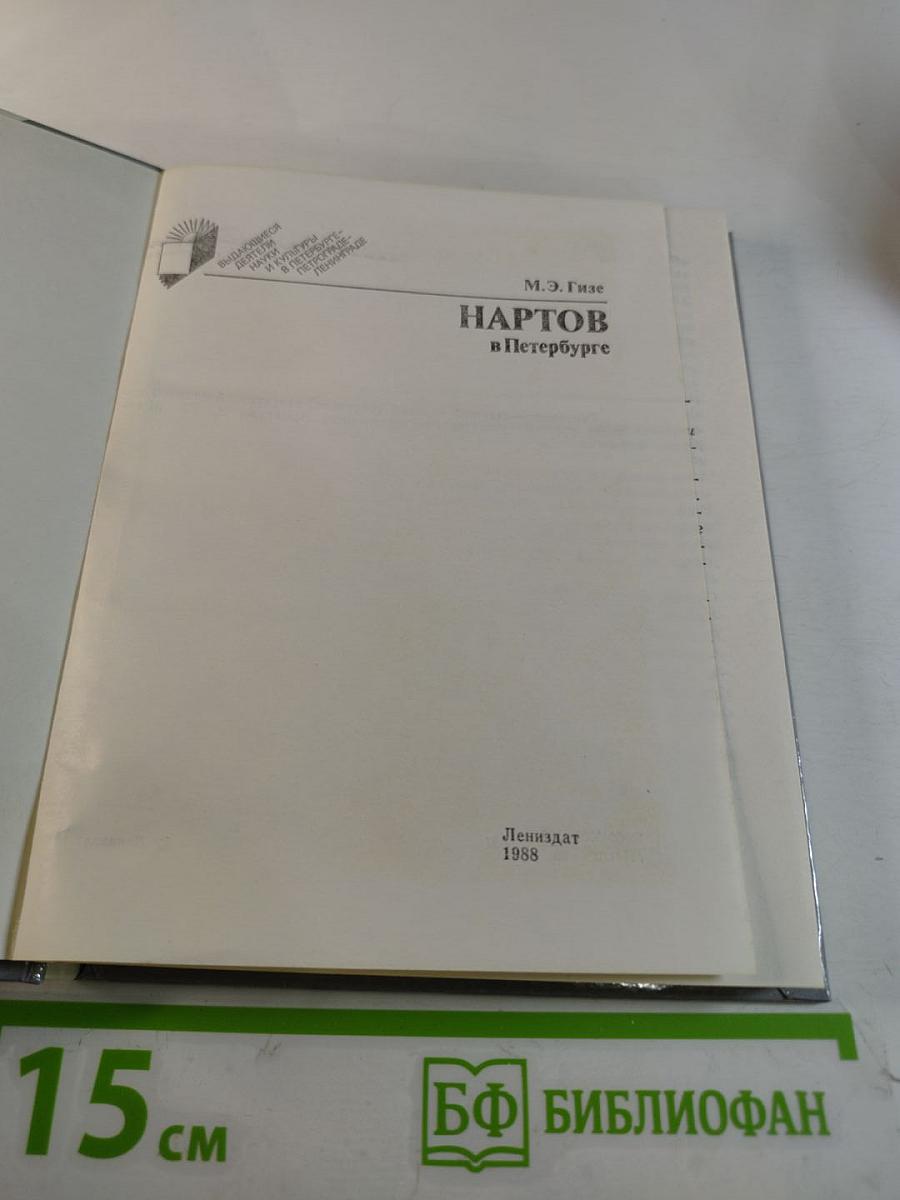 ВЫДАЮЩИЕСЯ
ДЕЯТЕЛИ
НАУКИ
И КУЛЬТУРЫ
В ПЕТЕРБУРГЕ-
ПЕТРОГРАДЕ-
ЛЕНИНГРАДЕ
М.Э.Гизе
НАРТОВ
в Петербурге
Лениздат
1988
15 см
БФ БИБЛИОФАН